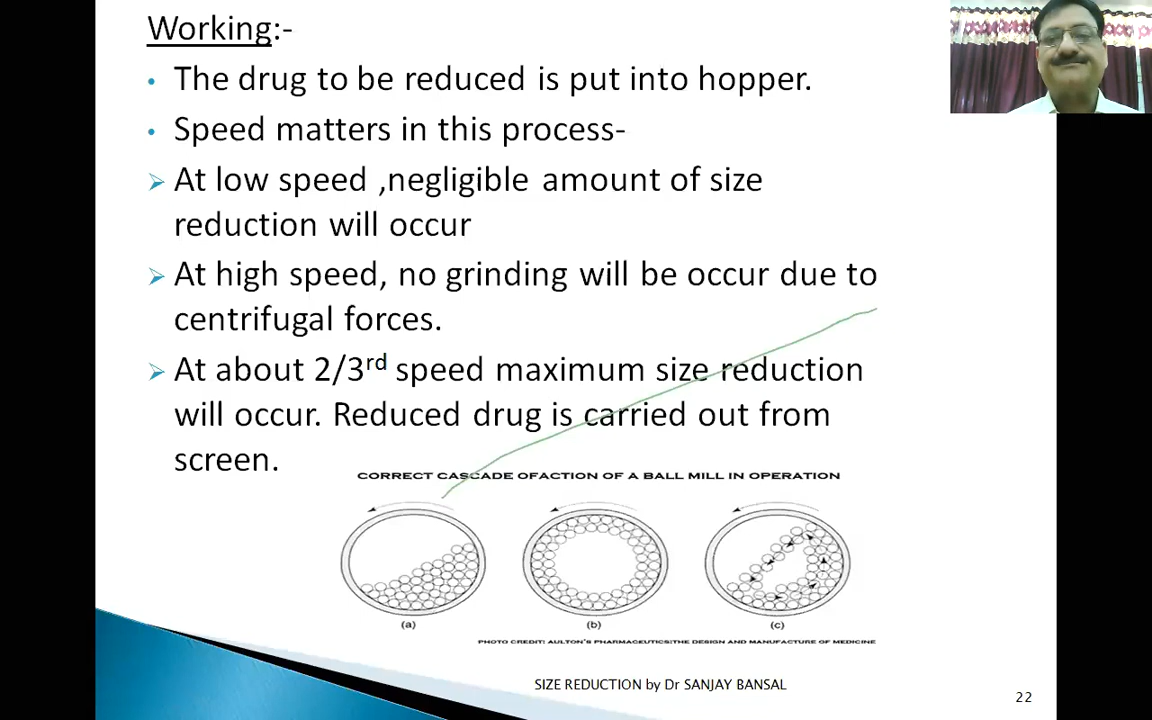 Working:-
• The drug to be reduced is put into hopper.
• Speed matters in this process-
➢ At low speed ,negligible amount of size
reduction will occur
➢ At high speed, no grinding will be occur due to
centrifugal forces.
➢ At about 2/3rd speed maximum size reduction
will occur. Reduced drug is carried out from
screen.
CORRECT CASCADE OFACTION OF A BALL MILL IN OPERATION
(a) (b) (c)
PHOTO CREDIT: AULTON'S PHARMACEUTICS:THE DESIGN AND MANUFACTURE OF MEDICINE
SIZE REDUCTION by Dr SANJAY BANSAL
22